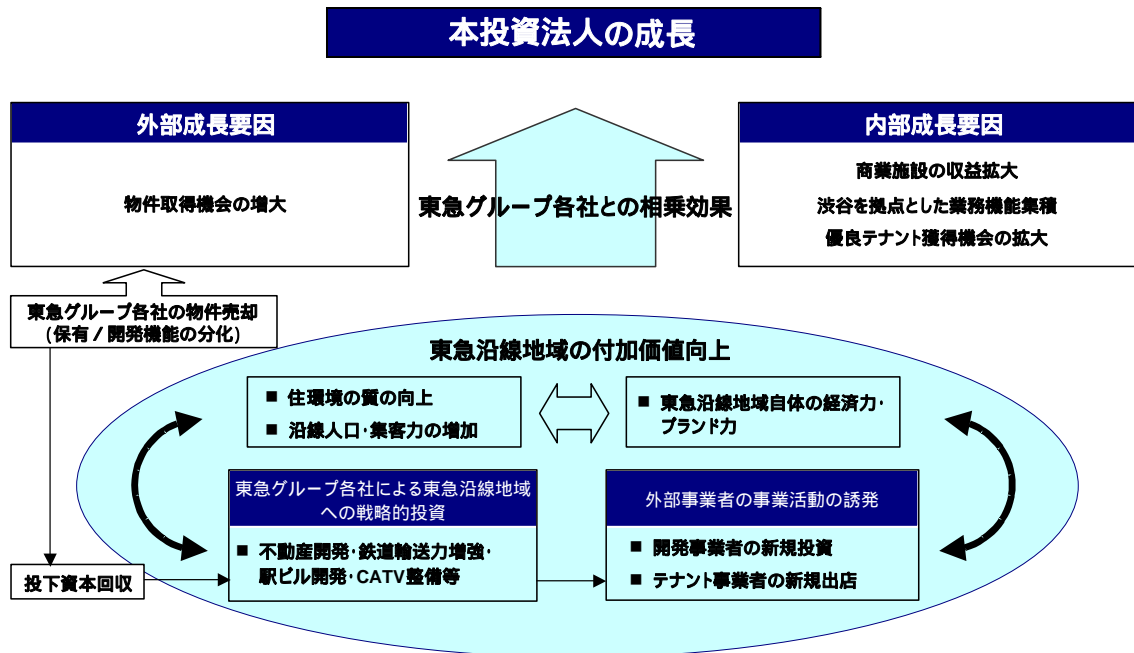 本投資法人の成長
外部成長要因
物件取得機会の増大
東急グループ各社との相乗効果
内部成長要因
商業施設の収益拡大
渋谷を拠点とした業務機能集積
優良テナント獲得機会の拡大
東急グループ各社の物件売却
(保有/開発機能の分化)
東急沿線地域の付加価値向上
■ 住環境の質の向上
■ 沿線人口・集客力の増加
■ 東急沿線地域自体の経済力・
ブランド力
東急グループ各社による東急沿線地域
への戦略的投資
■ 不動産開発・鉄道輸送力増強・
駅ビル開発・CATV整備等
外部事業者の事業活動の誘発
■ 開発事業者の新規投資
■ テナント事業者の新規出店
投下資本回収